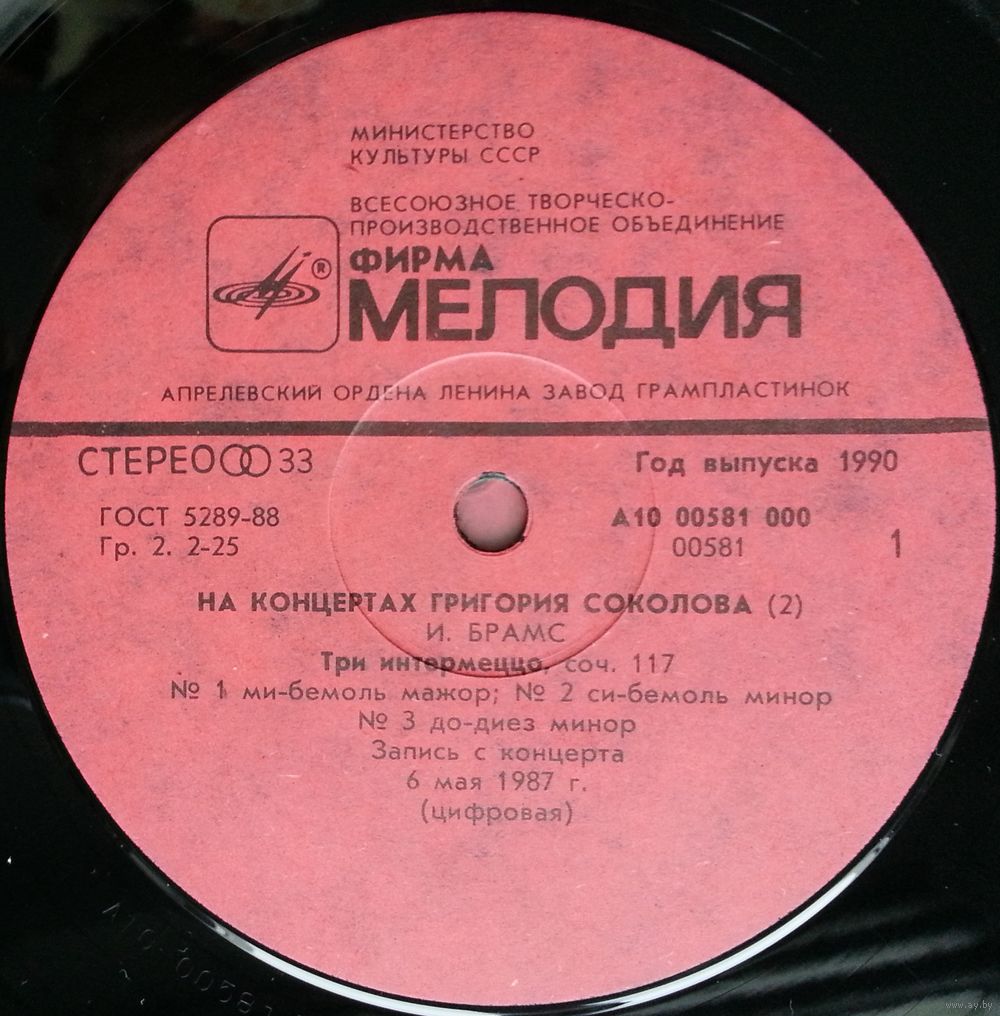 МИНИСТЕРСТВО
КУЛЬТУРЫ СССР
ВСЕСОЮЗНОЕ ТВОРЧЕСКО-
ПРОИЗВОДСТВЕННОЕ ОБЪЕДИНЕНИЕ
®
ФИРМА
МЕЛОДИЯ
АПРЕЛЕВСКИЙ ОРДЕНА ЛЕНИНА ЗАВОД ГРАМПЛАСТИНОК
СТЕРЕО 33
Год выпуска 1990
ГОСТ 5289-88
А10 00581 000
Гр. 2. 2-25
00581
1
НА КОНЦЕРТАХ ГРИГОРИЯ СОКОЛОВА (2)
И. БРАМС
Три интермеццо, соч. 117
№ 1 ми-бемоль мажор; № 2 си-бемоль минор
№ 3 до-диез минор
Запись с концерта
6 мая 1987 г.
(цифровая)
www.ay.by